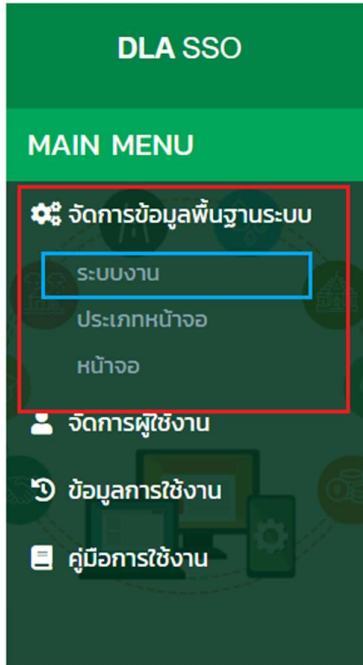 DLA SSO
MAIN MENU
จัดการข้อมูลพื้นฐานระบบ
ระบบงาน
ประเภทหน้าจอ
หน้าจอ
จัดการผู้ใช้งาน
ข้อมูลการใช้งาน
คู่มือการใช้งาน